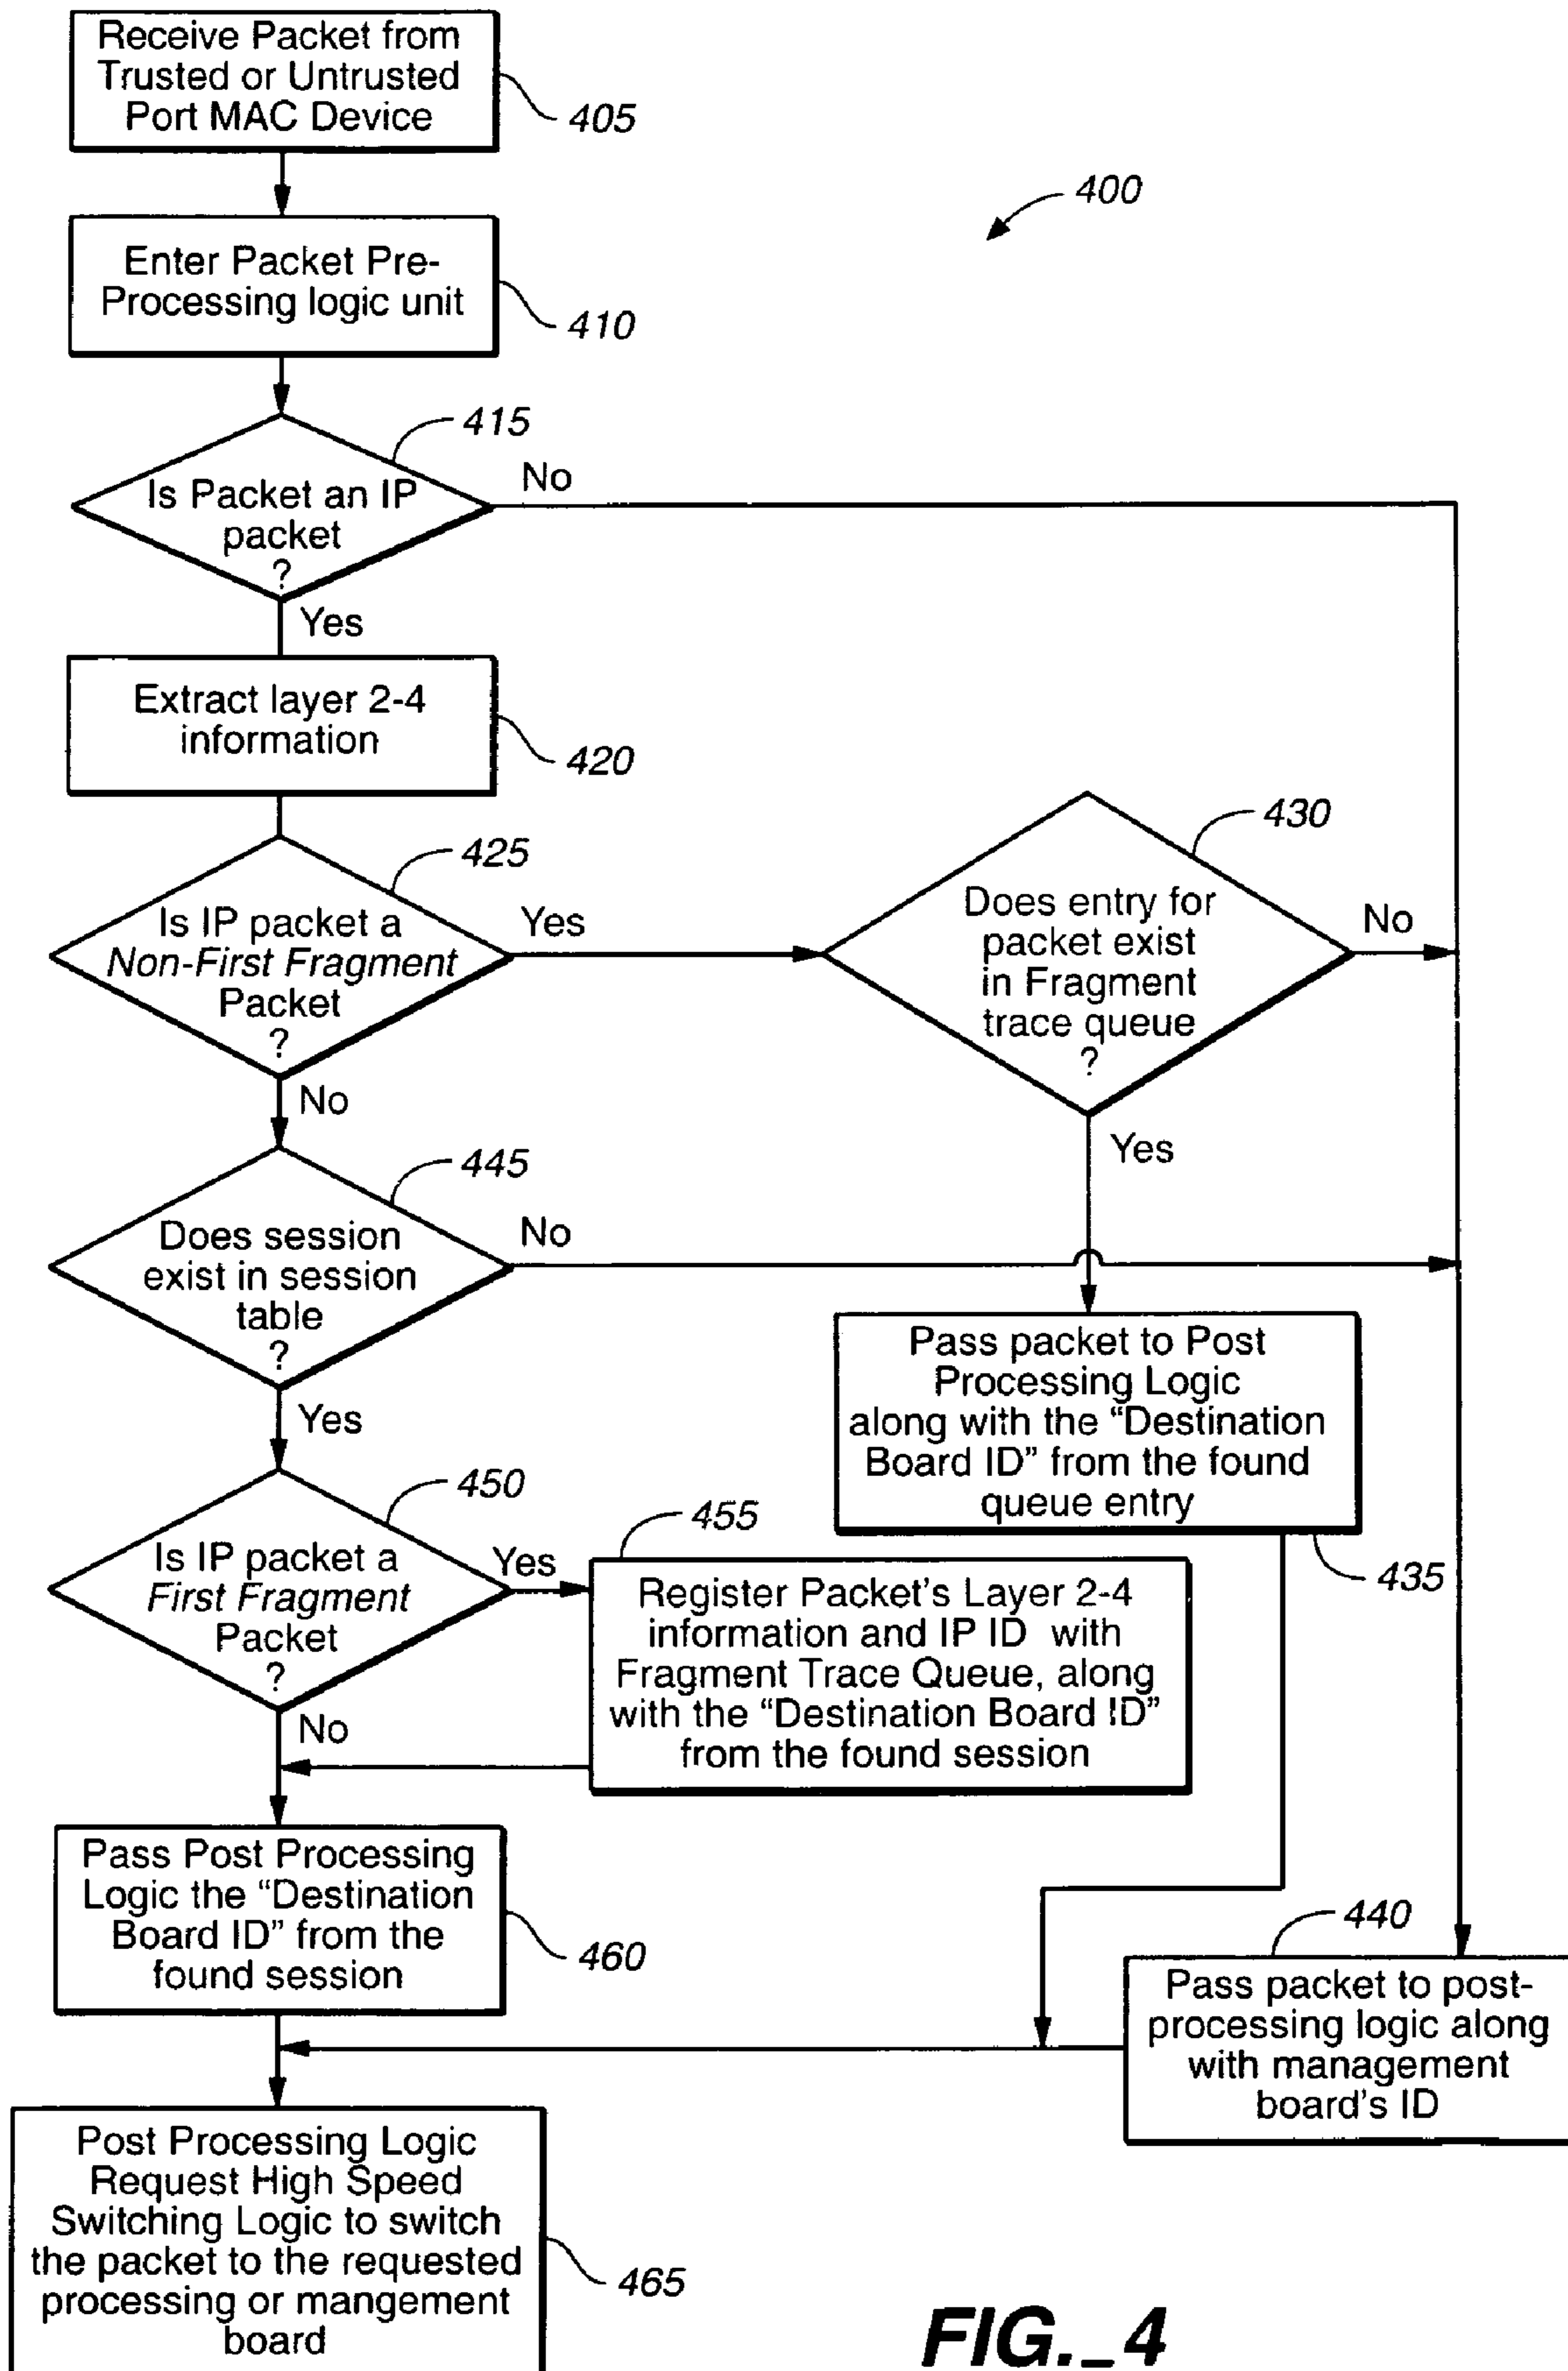 Receive Packet from
Trusted or Untrusted
Port MAC Device
405
400
Enter Packet Pre-
Processing logic unit
410
415
Is Packet an IP
packet
?
No
Yes
Extract layer 2-4
information
420
425
Is IP packet a
Non-First Fragment
Packet
?
Yes
No
430
Does entry for
packet exist
in Fragment
trace queue
?
No
Yes
445
Does session
exist in session
table
?
No
Yes
Pass packet to Post
Processing Logic
along with the “Destination
Board ID” from the found
queue entry
435
450
Is IP packet a
First Fragment
Packet
?
Yes
No
455
Register Packet's Layer 2-4
information and IP ID with
Fragment Trace Queue, along
with the “Destination Board ID”
from the found session
Pass Post Processing
Logic the “Destination
Board ID” from the
found session
460
440
Pass packet to post-
processing logic along
with management
board's ID
Post Processing Logic
Request High Speed
Switching Logic to switch
the packet to the requested
processing or mangement
board
465
FIG._4